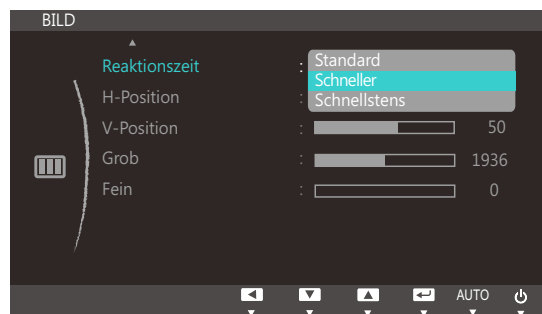 BILD
Reaktionszeit : Standard
Schneller
H-Position : Schnellstens
V-Position : 50
Grob : 1936
Fein : 0
AUTO